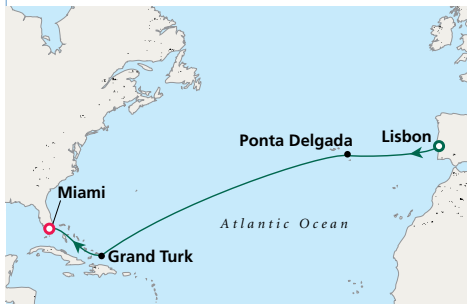 Ponta Delgada
Lisbon
Miami
Atlantic Ocean
Grand Turk